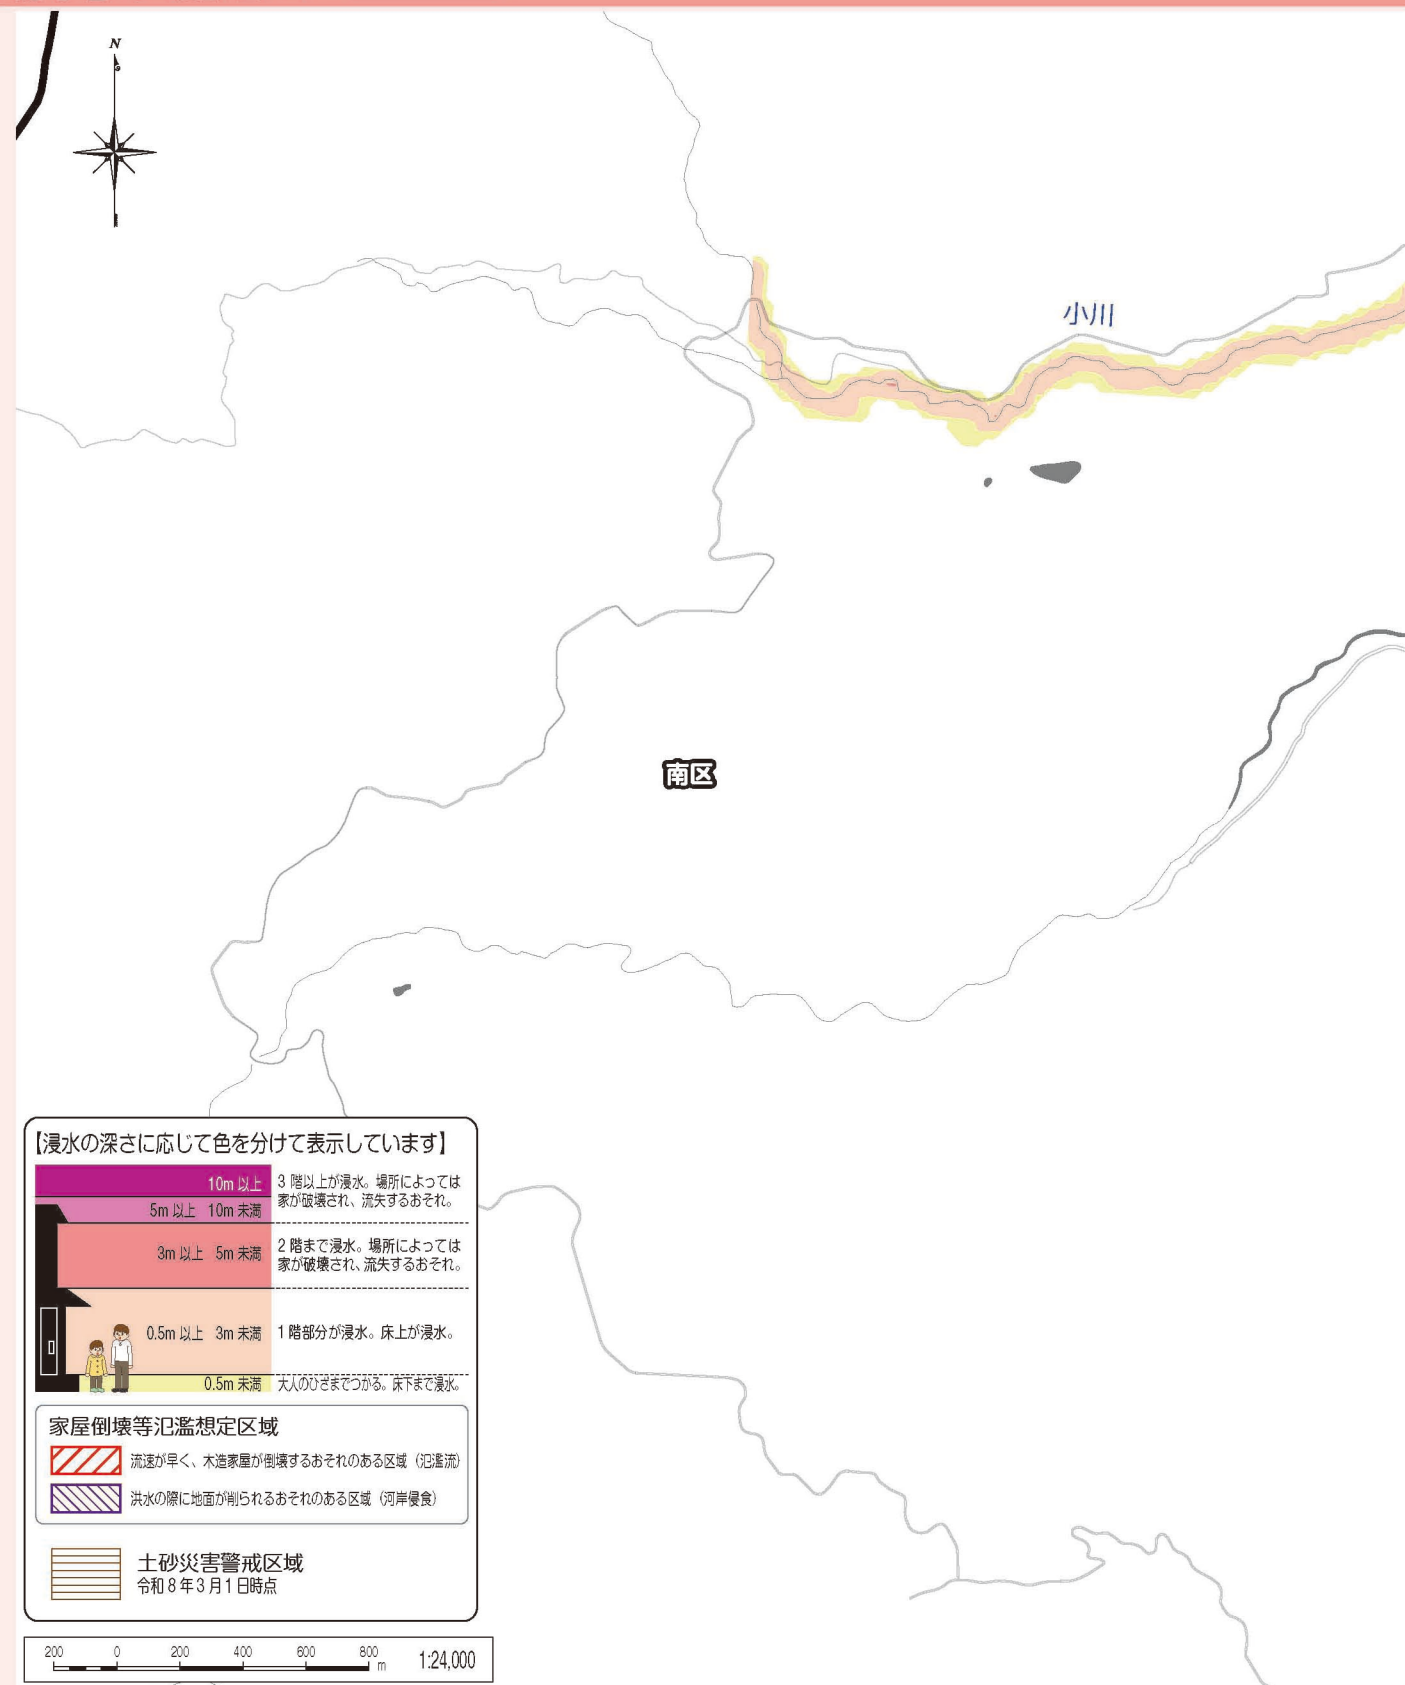 N
小川
南区
【浸水の深さに応じて色を分けて表示しています】
10m 以上
3 階以上が浸水。場所によっては
家が破壊され、流失するおそれ。
5m 以上 10m 未満
3m 以上 5m 未満
2 階まで浸水。場所によっては
家が破壊され、流失するおそれ。
0.5m 以上 3m 未満
1 階部分が浸水。床上が浸水。
0.5m 未満
大人のひざまでつかる。床下まで浸水。
家屋倒壊等氾濫想定区域
流速が早く、木造家屋が倒壊するおそれのある区域（氾濫流）
洪水の際に地面が削られるおそれのある区域（河岸侵食）
土砂災害警戒区域
令和8年3月1日時点
200 0 200 400 600 800 m 1:24,000